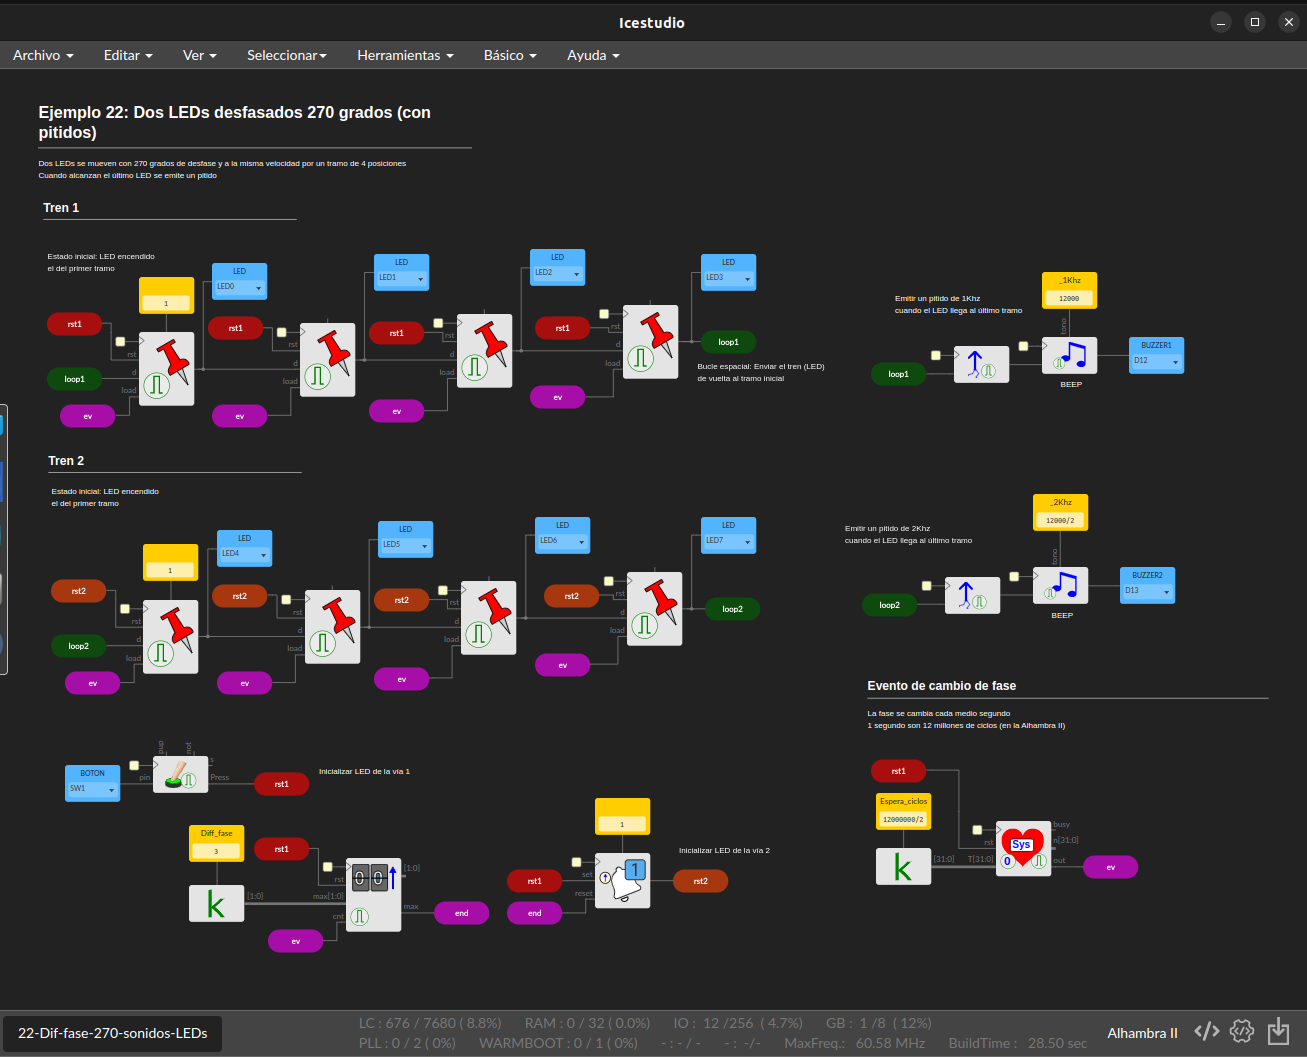 Icestudio
Archivo Editar Ver Seleccionar Herramientas Básico Ayuda
Ejemplo 22: Dos LEDs desfasados 270 grados (con
pitidos)
Dos LEDs se mueven con 270 grados de desfase y a la misma velocidad por un tramo de 4 posiciones
Cuando alcanzan el último LED se emite un pitido
Tren 1
Estado inicial: LED encendido
el del primer tramo
1
LED
LED0
LED
LED1
LED
LED2
LED
LED3
rst1
rst1
rst1
rst1
rst
d
load
rst
d
load
rst
d
load
rst
d
load
loop1
ev
ev
ev
ev
loop1
Bucle espacial: Enviar el tren (LED)
de vuelta al tramo inicial
Emitir un pitido de 1Khz
cuando el LED llega al último tramo
_1Khz
12000
tono
loop1
BEEP
BUZZER1
D12
Tren 2
Estado inicial: LED encendido
el del primer tramo
1
LED
LED4
LED
LED5
LED
LED6
LED
LED7
rst2
rst2
rst2
rst2
rst
d
load
rst
d
load
rst
d
load
rst
d
load
loop2
ev
ev
ev
ev
loop2
Emitir un pitido de 2Khz
cuando el LED llega al último tramo
_2Khz
12000/2
tono
loop2
BEEP
BUZZER2
D13
Evento de cambio de fase
La fase se cambia cada medio segundo
1 segundo son 12 millones de ciclos (en la Alhambra II)
rst1
Espera_ciclos
12000000/2
k
[31:0]
rst
T[31:0]
Sys
0
busy
n[31:0]
out
ev
BOTON
SW1
pup
not
pin
s
Press
rst1
Inicializar LED de la vía 1
Diff_fase
3
k
[1:0]
rst1
rst
max[1:0]
cnt
0 0
[1:0]
max
ev
end
1
rst1
end
set
reset
1
rst2
Inicializar LED de la vía 2
22-Dif-fase-270-sonidos-LEDs
LC : 676 / 7680 ( 8.8%) RAM : 0 / 32 ( 0.0%) IO : 12 /256 ( 4.7%) GB : 1 /8 ( 12%)
PLL : 0 / 2 ( 0%) WARMBOOT : 0 / 1 ( 0%) - : - / - - : -/- MaxFreq.: 60.58 MHz BuildTime : 28.50 sec
Alhambra II